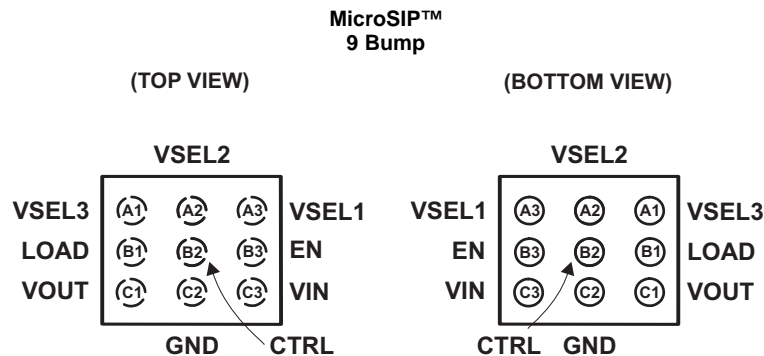 MicroSIP™
9 Bump
(TOP VIEW) (BOTTOM VIEW)
VSEL2 VSEL2
VSEL3 A1 A2 A3 VSEL1 VSEL1 A3 A2 A1 VSEL3
LOAD B1 B2 B3 EN EN B3 B2 B1 LOAD
VOUT C1 C2 C3 VIN VIN C3 C2 C1 VOUT
GND CTRL CTRL GND